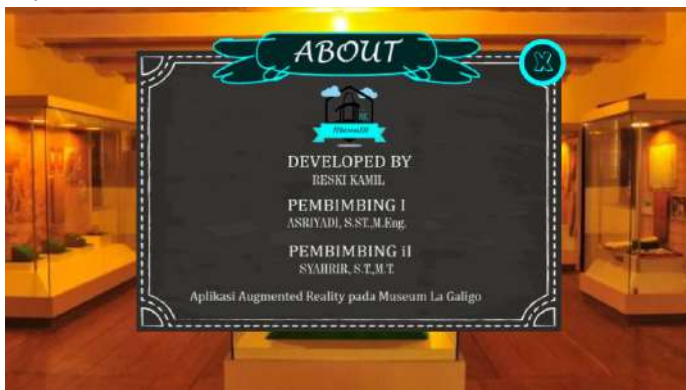 ABOUT
X
DEVELOPED BY
RESKI KAMIL
PEMBIMBING I
ASRIYADI, S.ST.,M.Eng.
PEMBIMBING iI
SYAHRIR, S.T.,M.T.
Aplikasi Augmented Reality pada Museum La Galigo